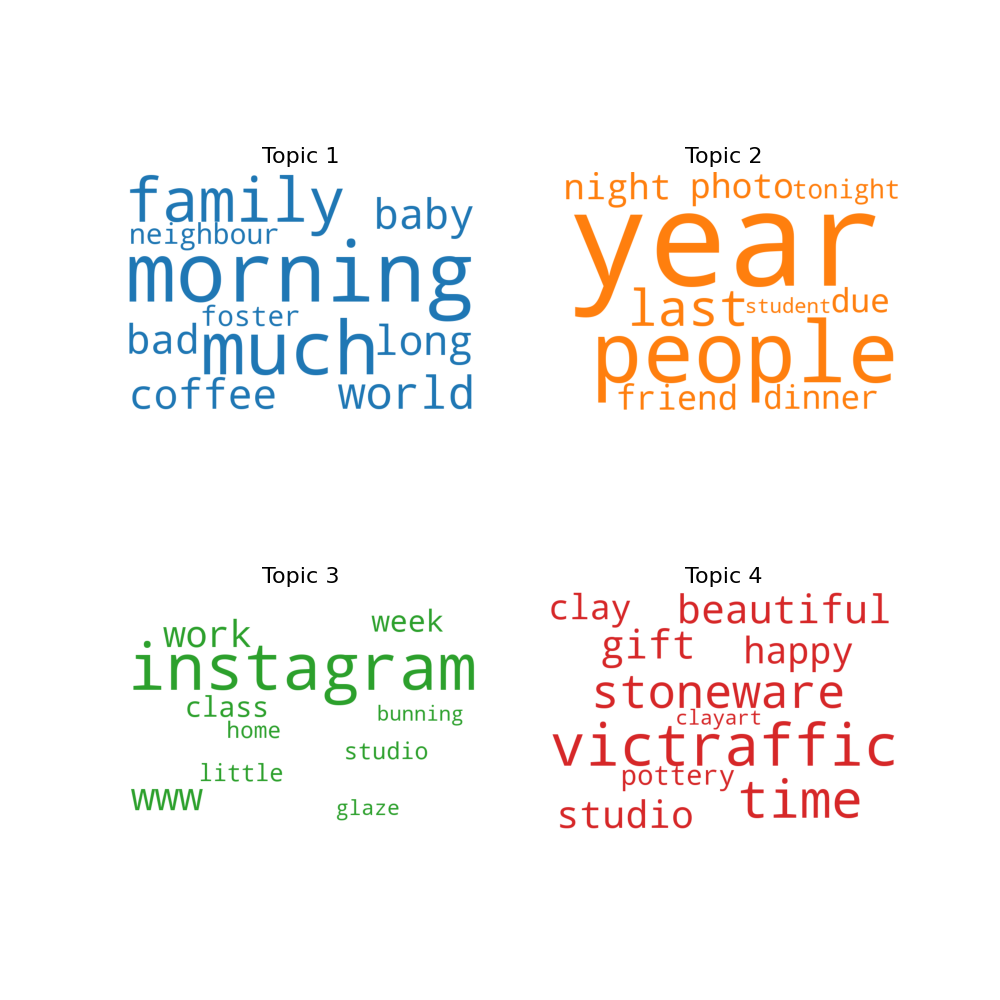 Topic 1
family
baby
neighbour
morning
foster
bad much long
coffee world
Topic 2
night photo tonight
year
last student due
people
friend dinner
Topic 3
work week
instagram
class bunning
home
studio
little
www
glaze
Topic 4
clay beautiful
gift happy
stoneware
clayart
victraffic
pottery
time
studio